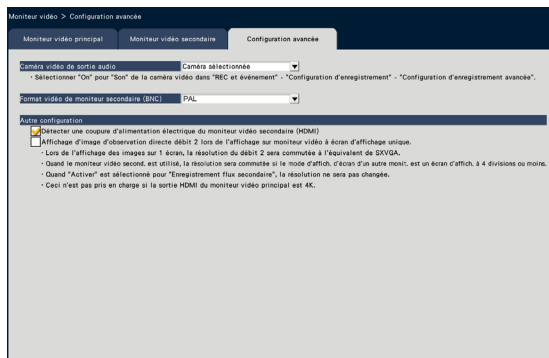 Moniteur vidéo > Configuration avancée
Moniteur vidéo principal
Moniteur vidéo secondaire
Configuration avancée
Caméra vidéo de sortie audio
Caméra sélectionnée
・Sélectionner "On" pour "Son" de la caméra vidéo dans "REC et événement" - "Configuration d'enregistrement" - "Configuration d'enregistrement avancée".
Format vidéo de moniteur secondaire (BNC)
PAL
Autre configuration
Détecter une coupure d'alimentation électrique du moniteur vidéo secondaire (HDMI)
Affichage d'image d'observation directe débit 2 lors de l'affichage sur moniteur vidéo à écran d'affichage unique.
・Lors de l'affichage des images sur 1 écran, la résolution du débit 2 sera commutée à l'équivalent de SXVGA.
・Quand le moniteur vidéo second. est utilisé, la résolution sera commutée si le mode d'affich. d'écran d'un autre monit. est un écran d'affich. à 4 divisions ou moins.
・Quand "Activer" est sélectionné pour "Enregistrement flux secondaire", la résolution ne sera pas changée.
・Ceci n'est pas pris en charge si la sortie HDMI du moniteur vidéo principal est 4K.